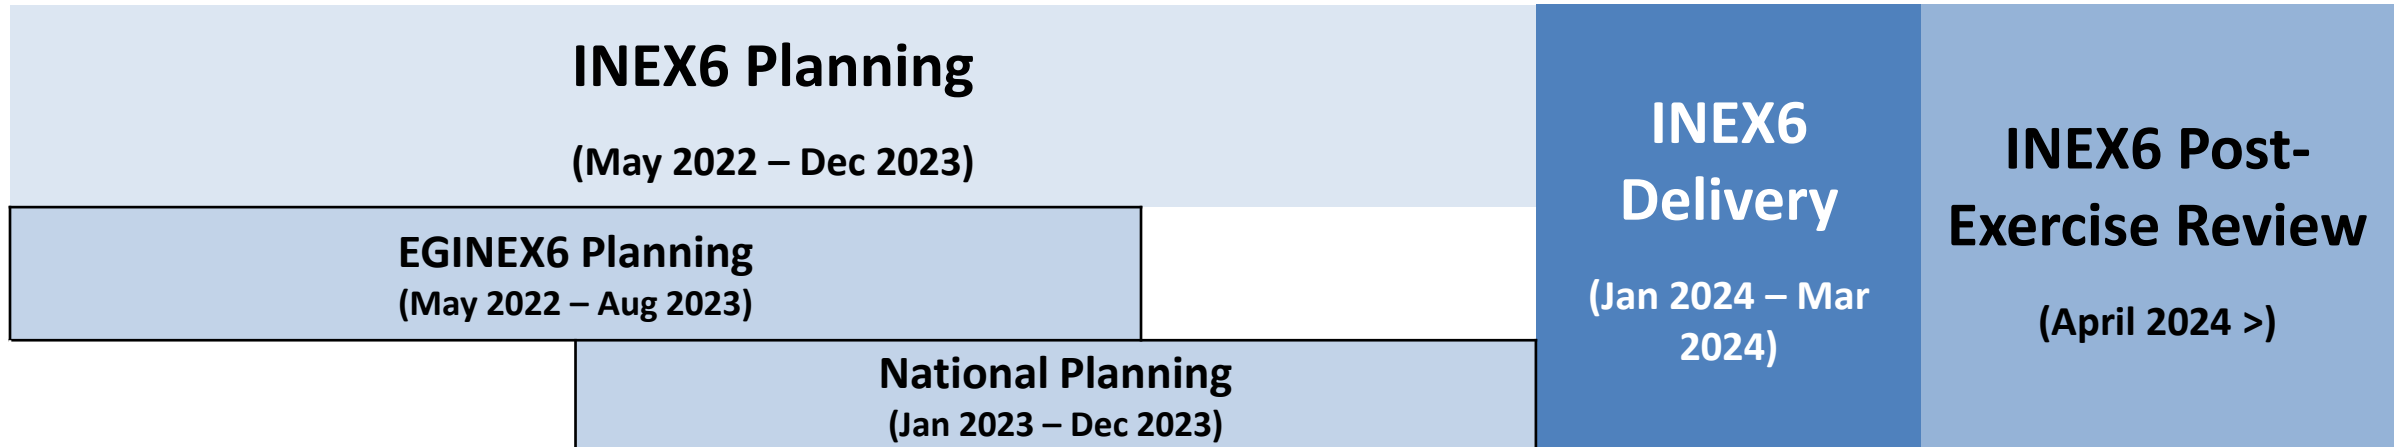 INEX6 Planning
(May 2022 – Dec 2023)
EGINEX6 Planning
(May 2022 – Aug 2023)
National Planning
(Jan 2023 – Dec 2023)
INEX6
Delivery
(Jan 2024 – Mar
2024)
INEX6 Post-
Exercise Review
(April 2024 >)